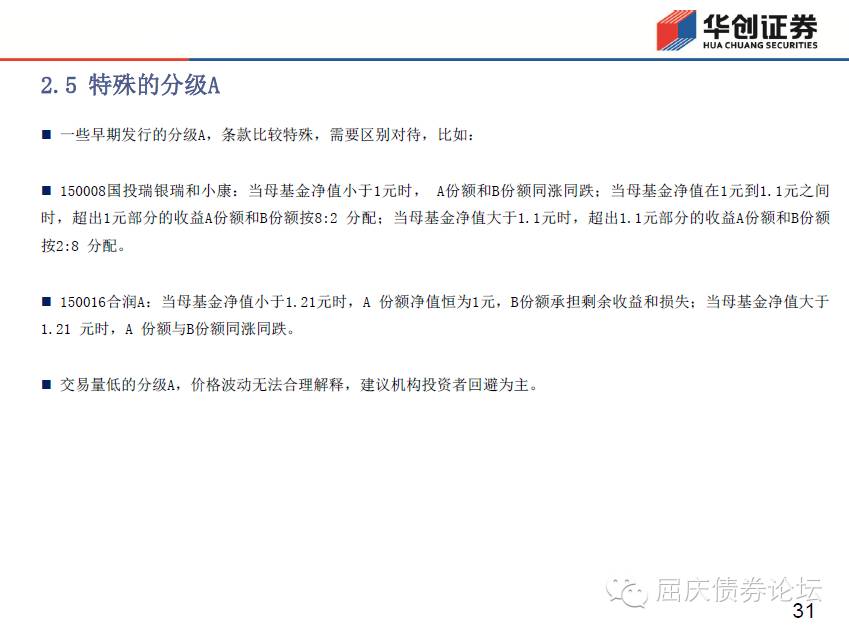 华创证券
HUA CHUANG SECURITIES
2.5 特殊的分级A
■ 一些早期发行的分级A，条款比较特殊，需要区别对待，比如：
■ 150008国投瑞银瑞和小康：当母基金净值小于1元时， A份额和B份额同涨同跌；当母基金净值在1元到1.1元之间
时，超出1元部分的收益A份额和B份额按8:2 分配；当母基金净值大于1.1元时，超出1.1元部分的收益A份额和B份额
按2:8 分配。
■ 150016合润A：当母基金净值小于1.21元时，A 份额净值恒为1元，B份额承担剩余收益和损失；当母基金净值大于
1.21 元时，A 份额与B份额同涨同跌。
■ 交易量低的分级A，价格波动无法合理解释，建议机构投资者回避为主。
屈庆债券论坛
31